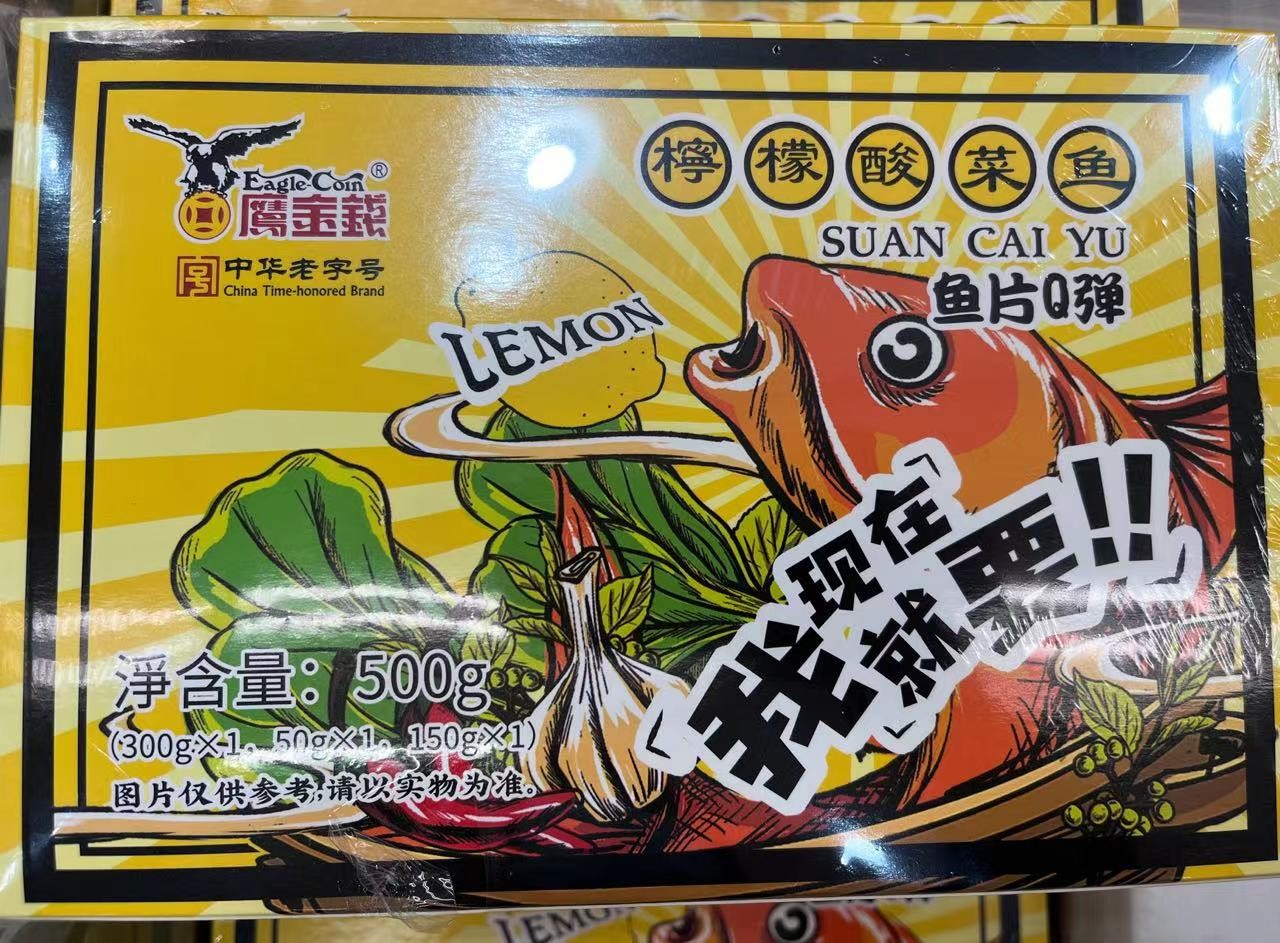 Eagle-Coin®
鷹金錢
中华老字号
China Time-honored Brand
檸檬酸菜鱼
SUAN CAI YU
鱼片Q弹
LEMON
「我现在
就要!!」
淨含量：500g
(300g×1，50g×1，150g×1)
图片仅供参考,请以实物为准。
LEMON